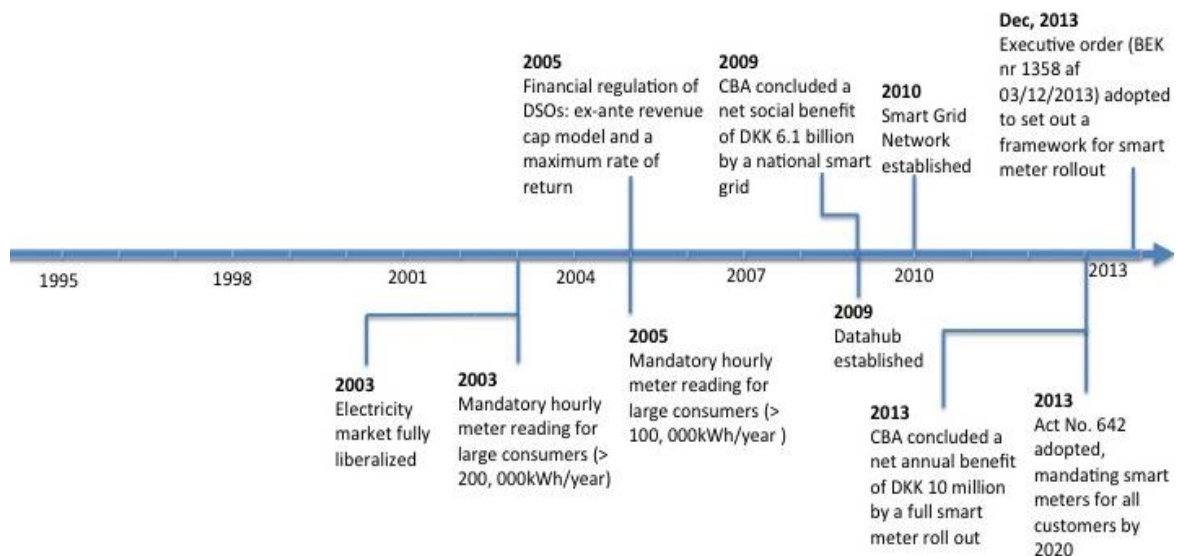 Dec, 2013
Executive order (BEK
nr 1358 af
03/12/2013) adopted
to set out a
framework for smart
meter rollout
2005
Financial regulation of
DSOs: ex-ante revenue
cap model and a
maximum rate of
return
2009
CBA concluded a
net social benefit
of DKK 6.1 billion
by a national smart
grid
2010
Smart Grid
Network
established
1995
1998
2001
2004
2007
2010
2013
2003
Electricity
market fully
liberalized
2003
Mandatory hourly
meter reading for
large consumers (>
200, 000kWh/year)
2005
Mandatory hourly
meter reading for
large consumers (>
100, 000kWh/year )
2009
Datahub
established
2013
CBA concluded a
net annual benefit
of DKK 10 million
by a full smart
meter roll out
2013
Act No. 642
adopted,
mandating smart
meters for all
customers by
2020